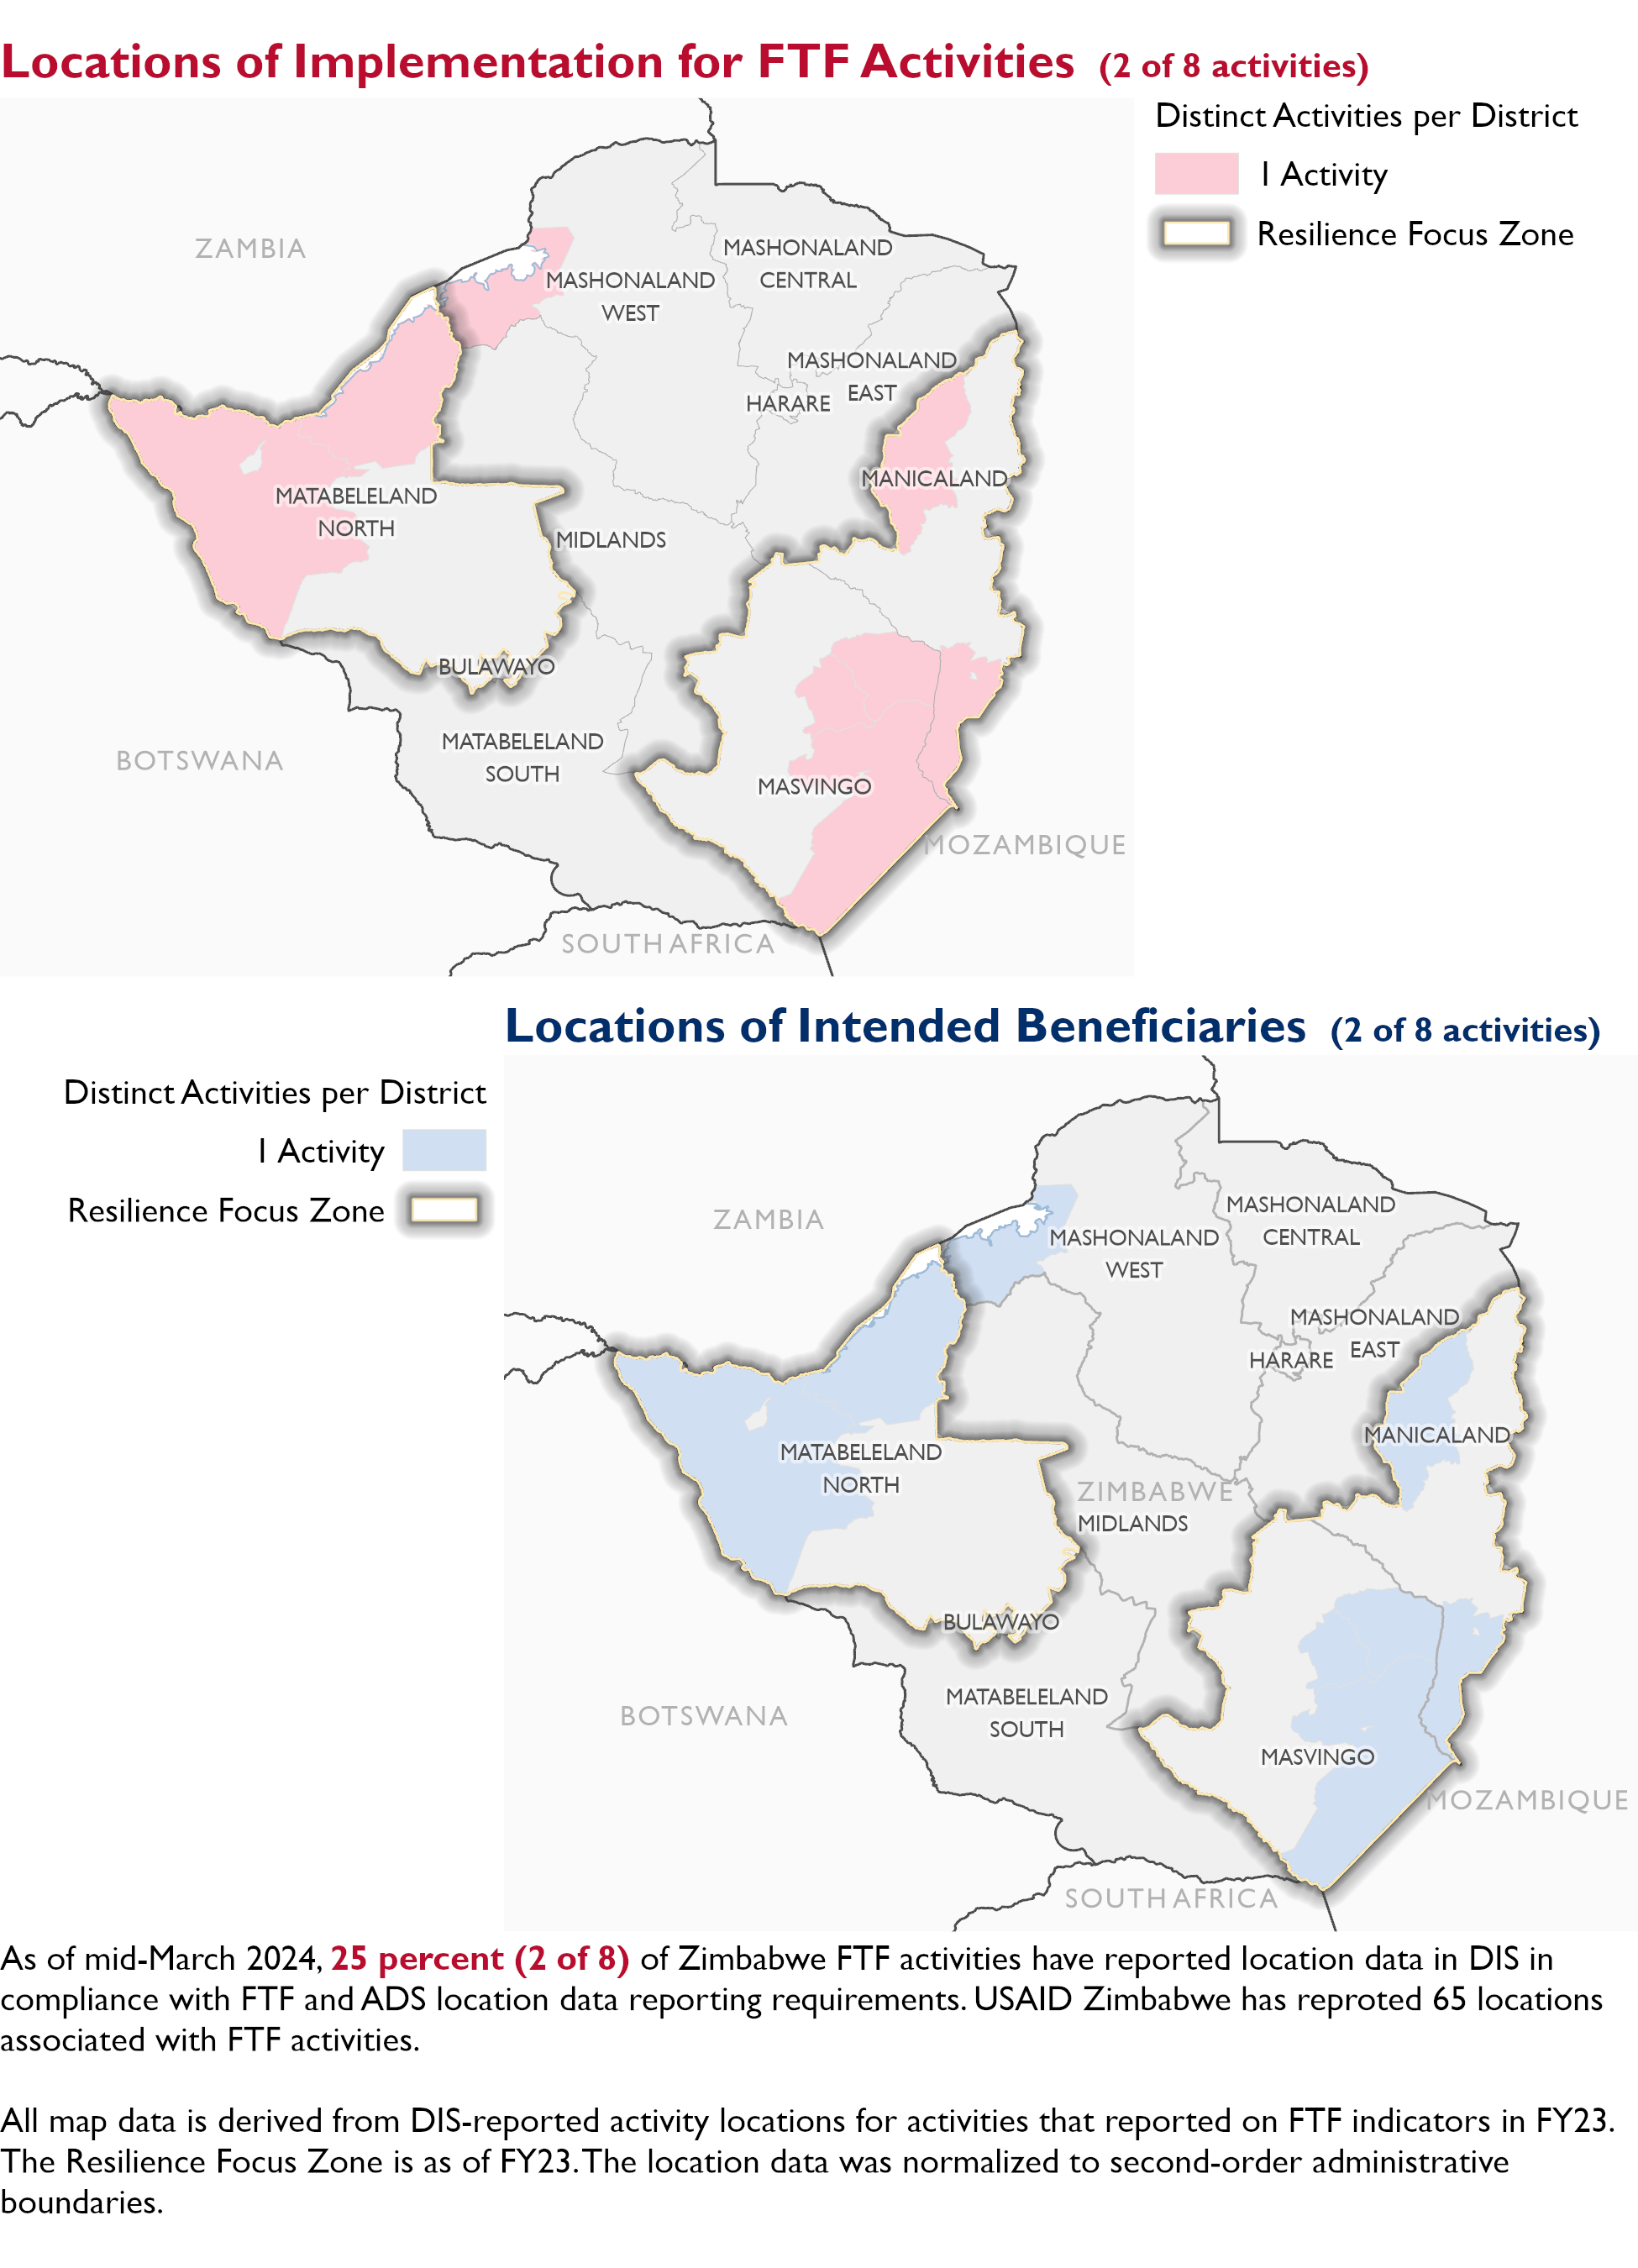 Locations of Implementation for FTF Activities (2 of 8 activities)
Distinct Activities per District
1 Activity
Resilience Focus Zone
ZAMBIA
MASHONALAND
CENTRAL
MASHONALAND
WEST
MASHONALAND
EAST
HARARE
MANICALAND
MATABELELAND
NORTH
MIDLANDS
BULAWAYO
MATABELELAND
SOUTH
BOTSWANA
MASVINGO
MOZAMBIQUE
SOUTH AFRICA
Locations of Intended Beneficiaries (2 of 8 activities)
Distinct Activities per District
1 Activity
Resilience Focus Zone
ZAMBIA
MASHONALAND
CENTRAL
MASHONALAND
WEST
MASHONALAND
EAST
HARARE
MANICALAND
MATABELELAND
NORTH
ZIMBABWE
MIDLANDS
BULAWAYO
MATABELELAND
SOUTH
BOTSWANA
MASVINGO
MOZAMBIQUE
SOUTH AFRICA
As of mid-March 2024, 25 percent (2 of 8) of Zimbabwe FTF activities have reported location data in DIS in
compliance with FTF and ADS location data reporting requirements. USAID Zimbabwe has reproted 65 locations
associated with FTF activities.
All map data is derived from DIS-reported activity locations for activities that reported on FTF indicators in FY23.
The Resilience Focus Zone is as of FY23. The location data was normalized to second-order administrative
boundaries.